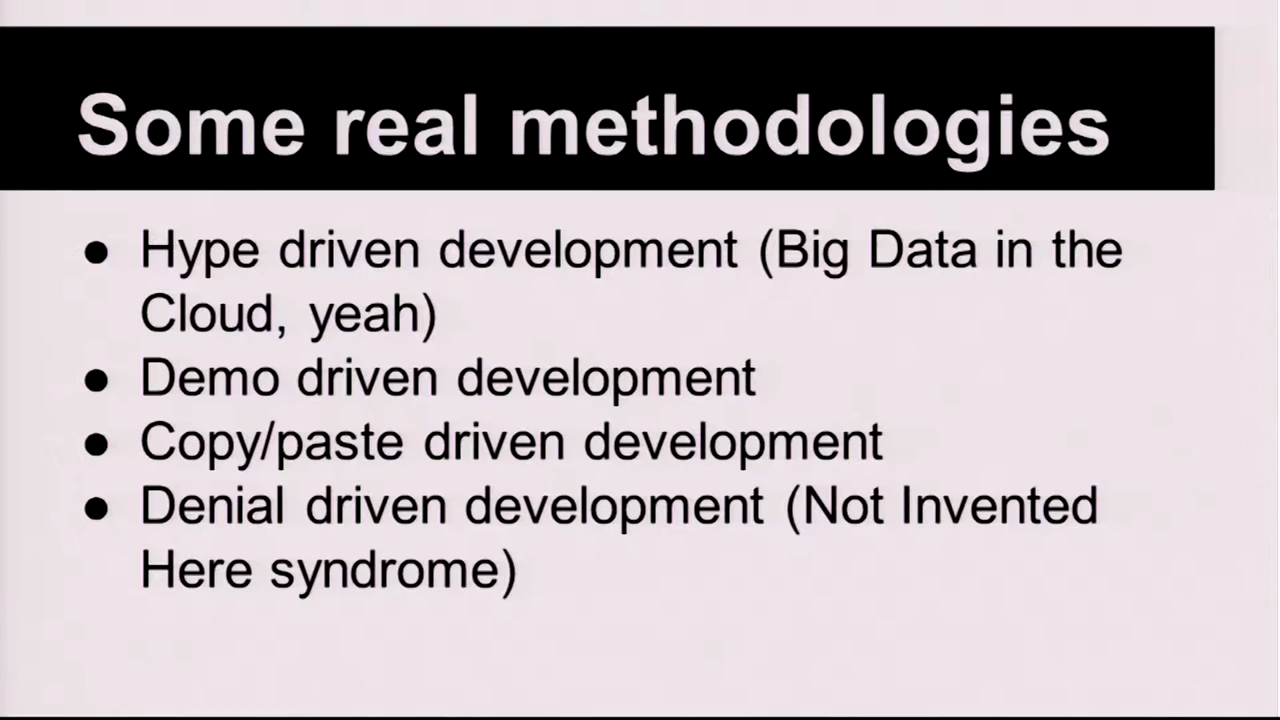 Some real methodologies
● Hype driven development (Big Data in the
Cloud, yeah)
● Demo driven development
● Copy/paste driven development
● Denial driven development (Not Invented
Here syndrome)